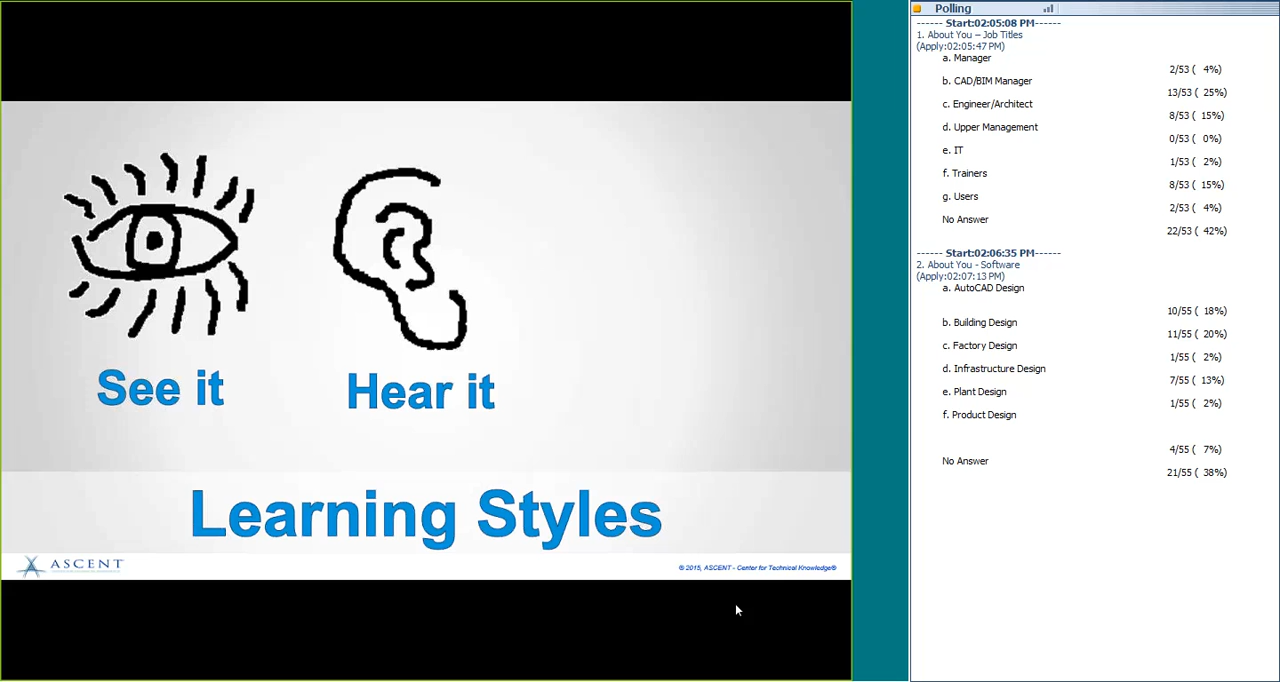 See it
Hear it
Learning Styles
ASCENT
© 2015, ASCENT - Center for Technical Knowledge®
Polling
------ Start:02:05:08 PM------
1. About You – Job Titles
(Apply:02:05:47 PM)
a. Manager
2/53 ( 4%)
b. CAD/BIM Manager
13/53 ( 25%)
c. Engineer/Architect
8/53 ( 15%)
d. Upper Management
0/53 ( 0%)
e. IT
1/53 ( 2%)
f. Trainers
8/53 ( 15%)
g. Users
2/53 ( 4%)
No Answer
22/53 ( 42%)
------ Start:02:06:35 PM------
2. About You - Software
(Apply:02:07:13 PM)
a. AutoCAD Design
10/55 ( 18%)
b. Building Design
11/55 ( 20%)
c. Factory Design
1/55 ( 2%)
d. Infrastructure Design
7/55 ( 13%)
e. Plant Design
1/55 ( 2%)
f. Product Design
4/55 ( 7%)
No Answer
21/55 ( 38%)